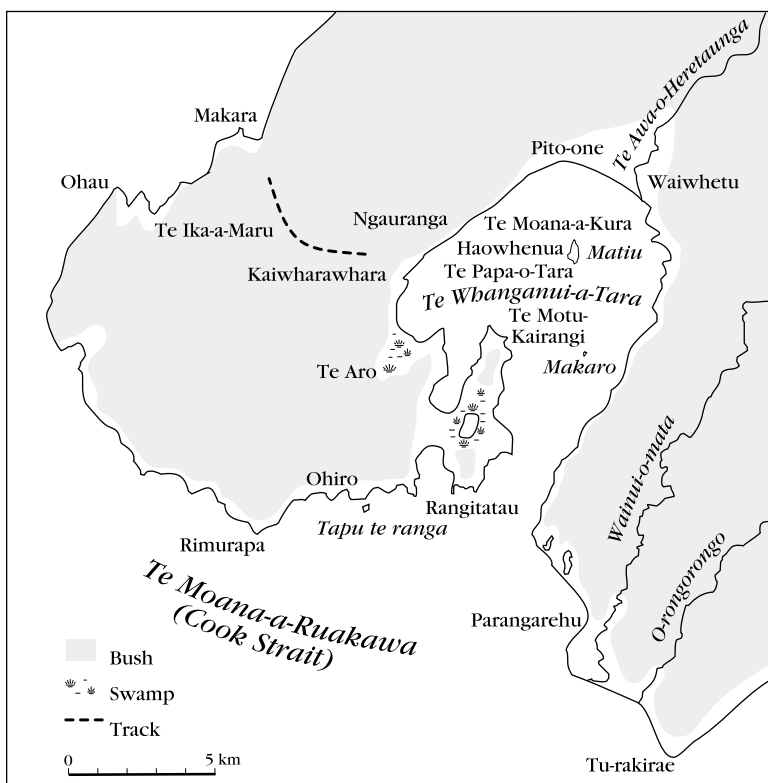 Te Awa-o-Heretaunga
Makara
Pito-one
Ohau
Waiwhetu
Ngauranga
Te Moana-a-Kura
Te Ika-a-Maru
Haowhenua
Matiu
Kaiwharawhara
Te Papa-o-Tara
Te Whanganui-a-Tara
Te Motu-
Kairangi
Te Aro
Makaro
Wainui-o-mata
Ohiro
Rangitatau
Tapu te ranga
Rimurapa
O-rongorongo
Te Moana-a-Ruakawa
(Cook Strait)
Parangarehu
Bush
Swamp
Track
0 5 km
Tu-rakirae